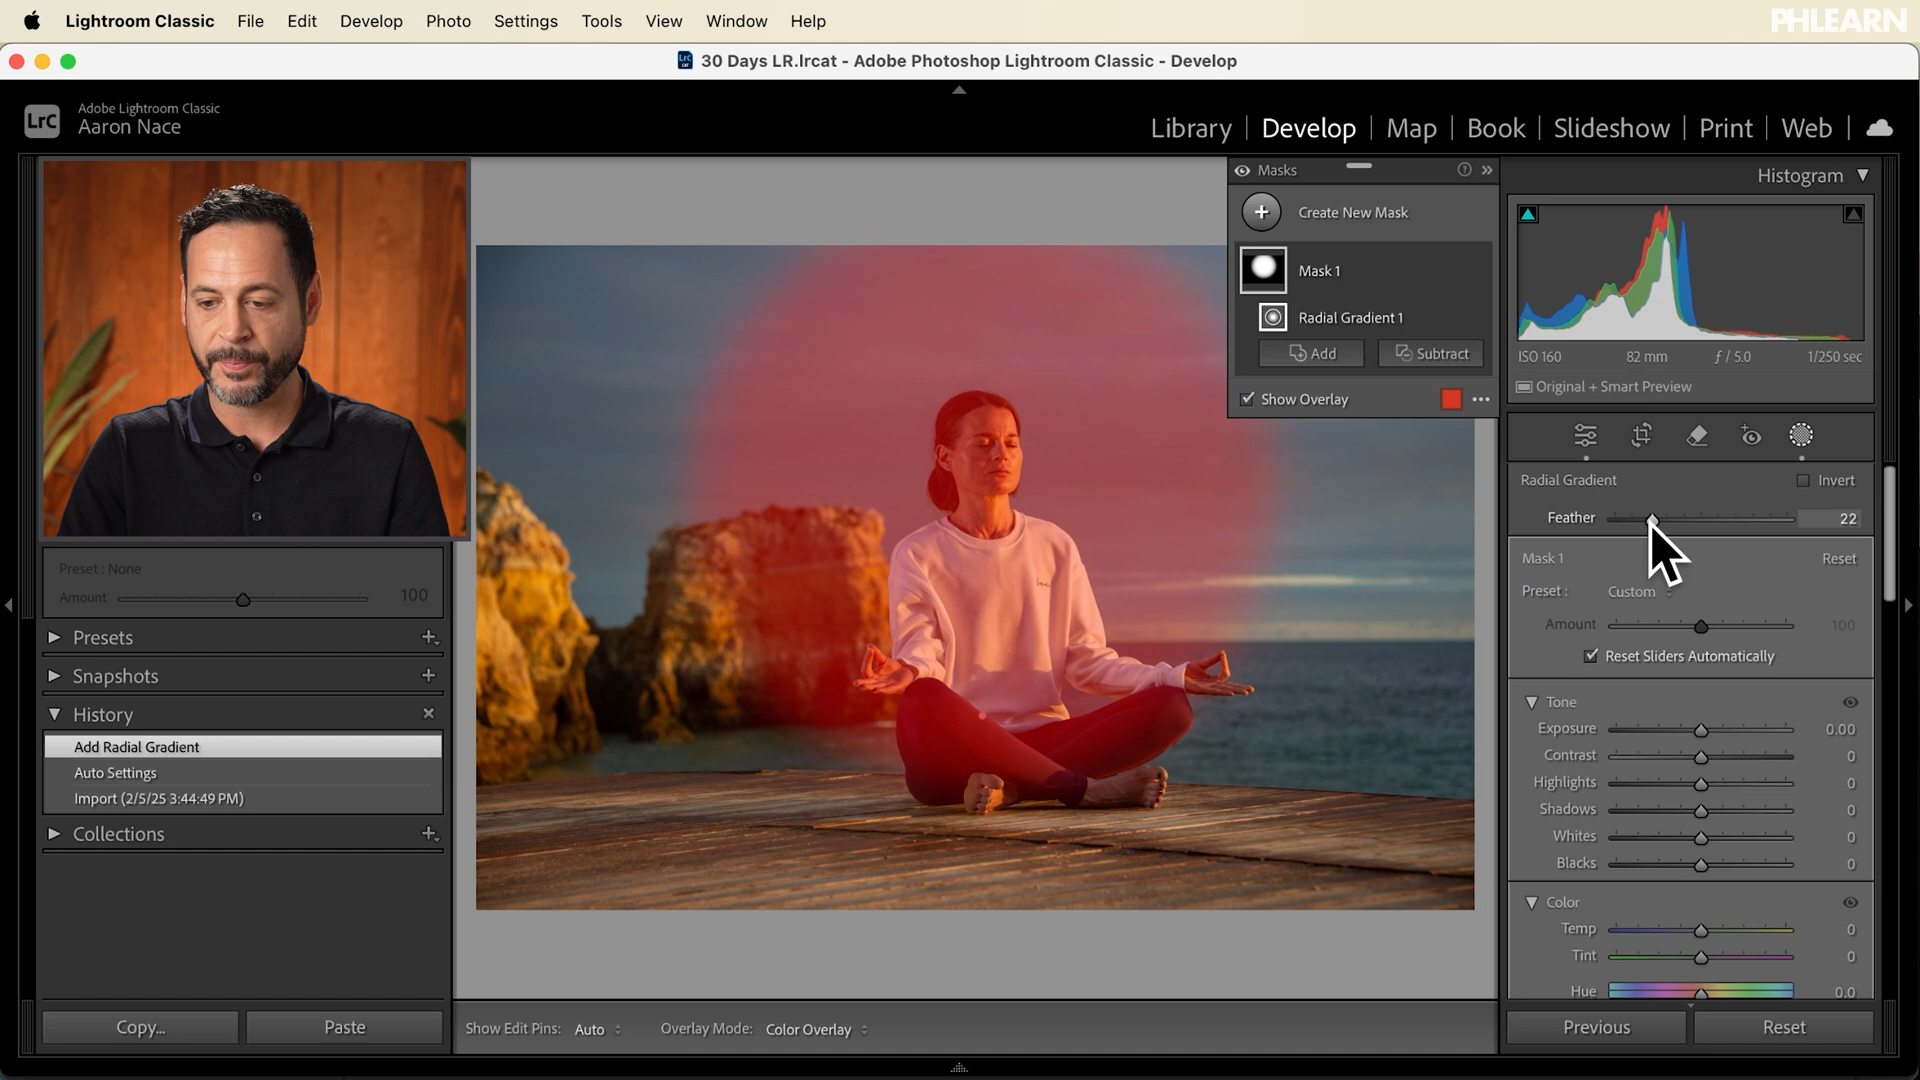 Lightroom Classic File Edit Develop Photo Settings Tools View Window Help
PHLEARN
30 Days LR.lrcat - Adobe Photoshop Lightroom Classic - Develop
LrC
Adobe Lightroom Classic
Aaron Nace
Library | Develop | Map | Book | Slideshow | Print | Web |
Preset : None
Amount 100
Presets
Snapshots
History
Add Radial Gradient
Auto Settings
Import (2/5/25 3:44:49 PM)
Collections
Copy...
Paste
Show Edit Pins: Auto
Overlay Mode: Color Overlay
Masks
Create New Mask
Mask 1
Radial Gradient 1
Add
Subtract
Show Overlay
love
Histogram
ISO 160 82 mm ƒ / 5.0 1/250 sec
Original + Smart Preview
Radial Gradient Invert
Feather 22
Mask 1 Reset
Preset : Custom
Amount 100
Reset Sliders Automatically
Tone
Exposure 0.00
Contrast 0
Highlights 0
Shadows 0
Whites 0
Blacks 0
Color
Temp 0
Tint 0
Hue 0.0
Previous
Reset